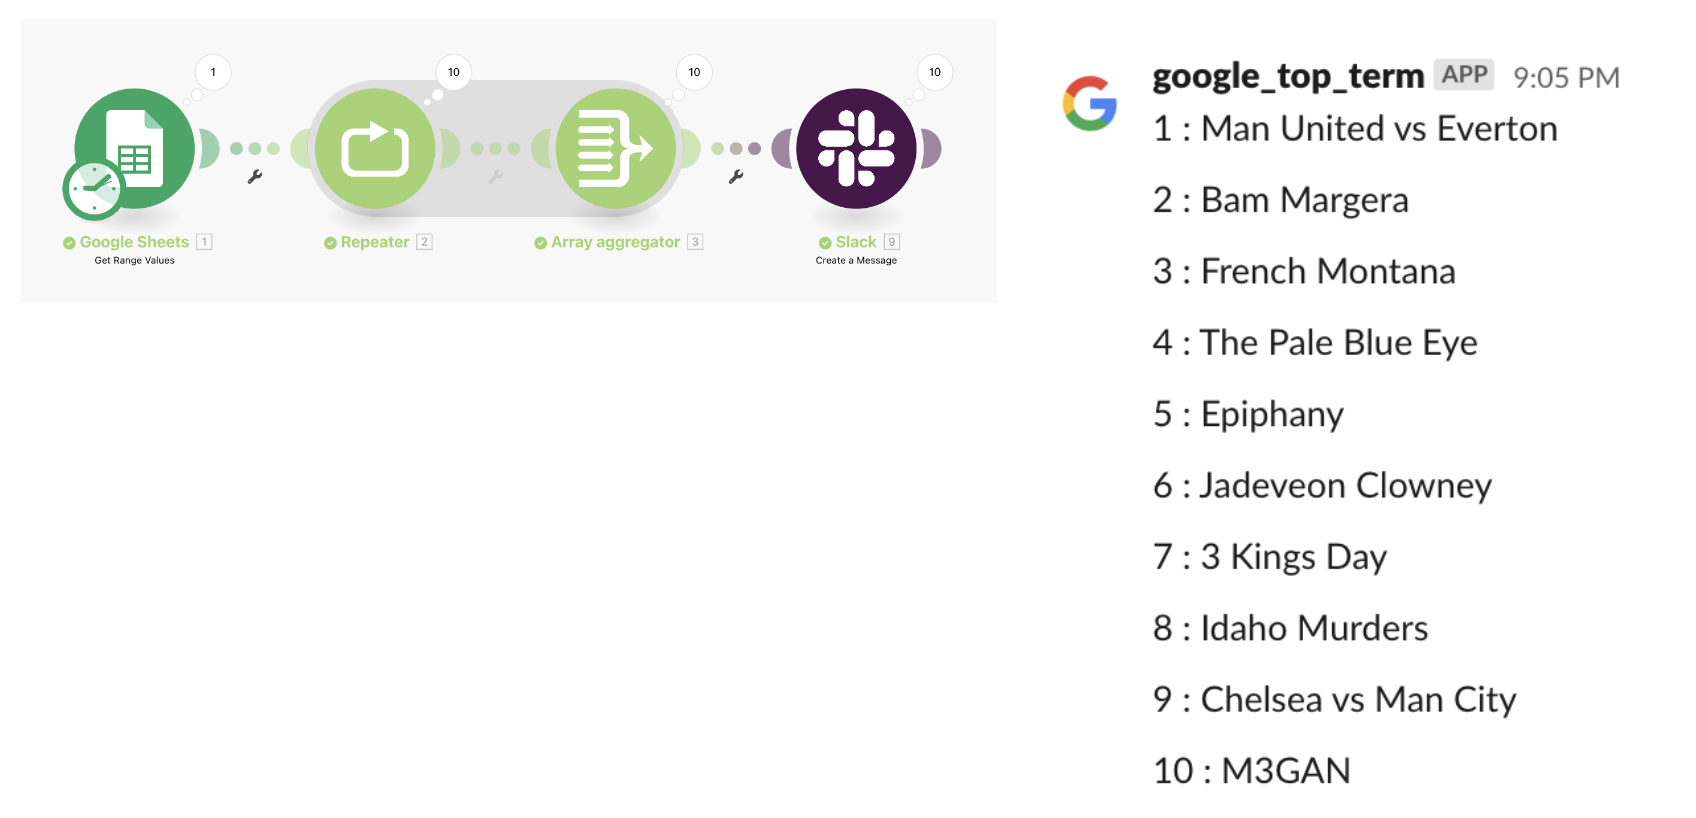 1
10
10
10
Google Sheets 1
Get Range Values
Repeater 2
Array aggregator 3
Slack 9
Create a Message
google_top_term APP 9:05 PM
1 : Man United vs Everton
2 : Bam Margera
3 : French Montana
4 : The Pale Blue Eye
5 : Epiphany
6 : Jadeveon Clowney
7 : 3 Kings Day
8 : Idaho Murders
9 : Chelsea vs Man City
10 : M3GAN